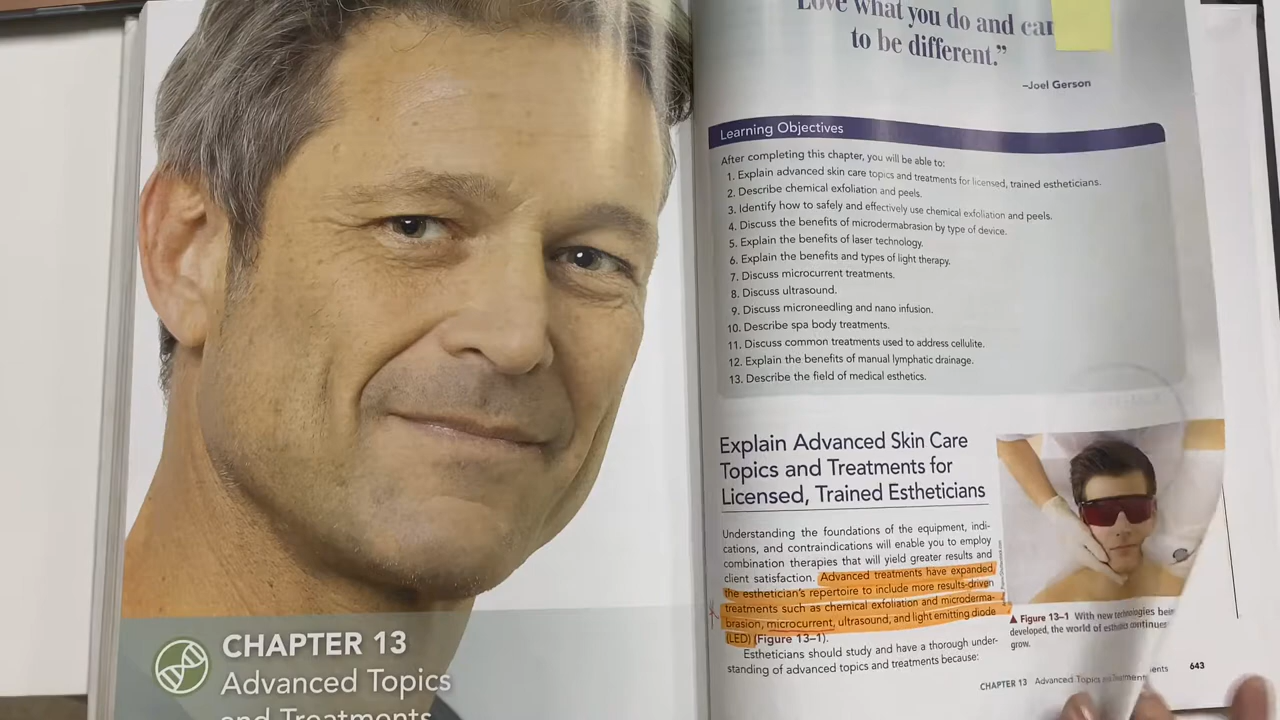 CHAPTER 13
Advanced Topics
and Treatments
"Love what you do and
to be different."
–Joel Gerson
Learning Objectives
After completing this chapter, you will be able to:
1. Explain advanced skin care topics and treatments for licensed, trained estheticians.
2. Describe chemical exfoliation and peels.
3. Identify how to safely and effectively use chemical exfoliation and peels.
4. Discuss the benefits of microdermabrasion by type of device.
5. Explain the benefits of laser technology.
6. Explain the benefits and types of light therapy.
7. Discuss microcurrent treatments.
8. Discuss ultrasound.
9. Discuss microneedling and nano infusion.
10. Describe spa body treatments.
11. Discuss common treatments used to address cellulite.
12. Explain the benefits of manual lymphatic drainage.
13. Describe the field of medical esthetics.
Explain Advanced Skin Care
Topics and Treatments for
Licensed, Trained Estheticians
Understanding the foundations of the equipment, indi-
cations, and contraindications will enable you to employ
combination therapies that will yield greater results and
client satisfaction. Advanced treatments have expanded
the esthetician's repertoire to include more results-driven
treatments such as chemical exfoliation and microderma-
brasion, microcurrent, ultrasound, and light emitting diode
(LED) (Figure 13–1).
Estheticians should study and have a thorough under-
standing of advanced topics and treatments because:
▲ Figure 13–1 With new technologies
developed, the world of esthetics continues
grow.
CHAPTER 13 Advanced Topics 643